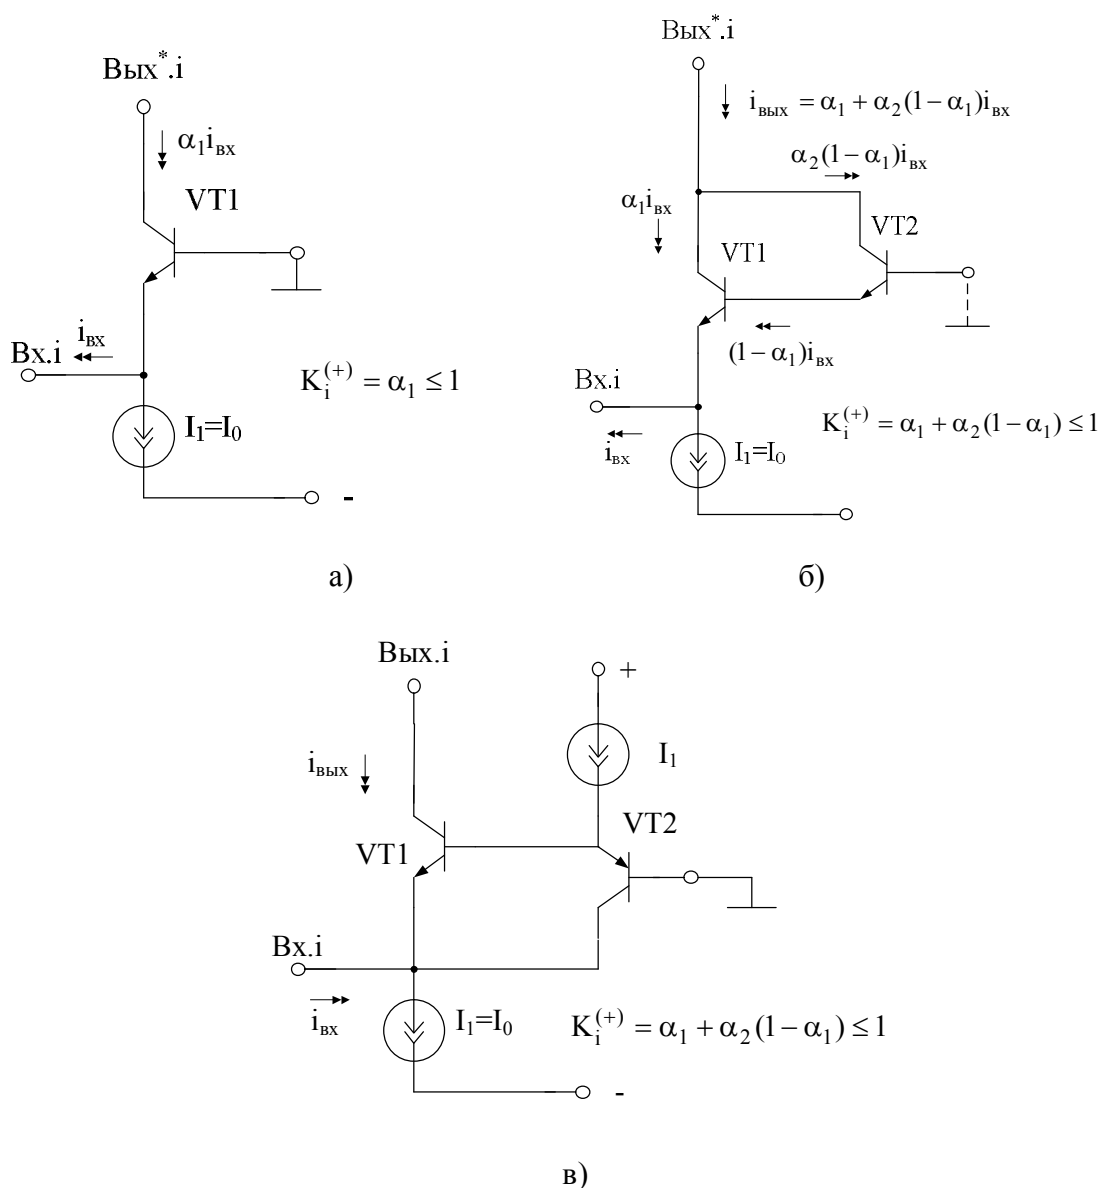 Вых*.i
α₁iвх
VT1
iвх
Вх.i
I₁=I₀
-
K_i^(+) = α₁ ≤ 1
а)
Вых*.i
iвых = α₁ + α₂(1−α₁)iвх
α₂(1−α₁)iвх
α₁iвх
VT2
VT1
(1−α₁)iвх
Вх.i
iвх
I₁=I₀
K_i^(+) = α₁ + α₂(1−α₁) ≤ 1
б)
Вых.i
+
iвых
I₁
VT2
VT1
Вх.i
iвх
I₁=I₀
K_i^(+) = α₁ + α₂(1−α₁) ≤ 1
-
в)